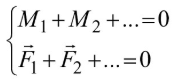 M₁ + M₂ + ... = 0
F⃗₁ + F⃗₂ + ... = 0